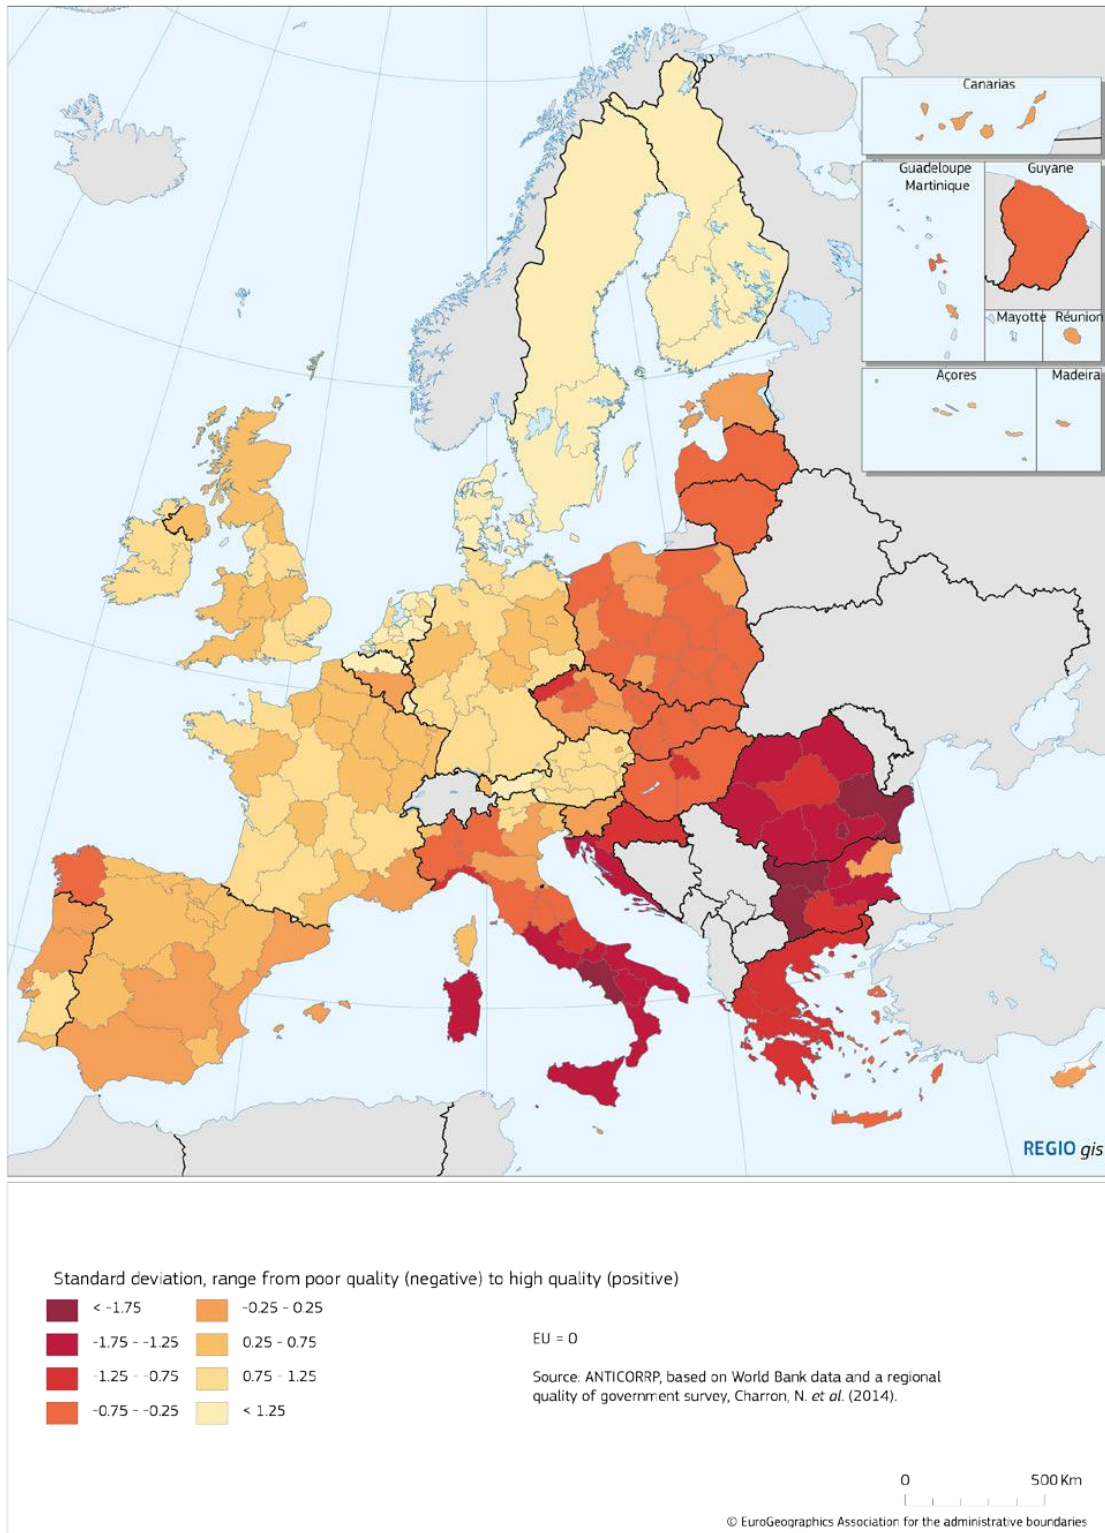 Canarias
Guadeloupe
Martinique
Guyane
Mayotte
Réunion
Açores
Madeira
REGIO gis
Standard deviation, range from poor quality (negative) to high quality (positive)
< -1.75
-1.75 - -1.25
-1.25 - -0.75
-0.75 - -0.25
-0.25 - 0.25
0.25 - 0.75
0.75 - 1.25
< 1.25
EU = 0
Source: ANTICORRP, based on World Bank data and a regional
quality of government survey, Charron, N. et al. (2014).
0 500 Km
© EuroGeographics Association for the administrative boundaries